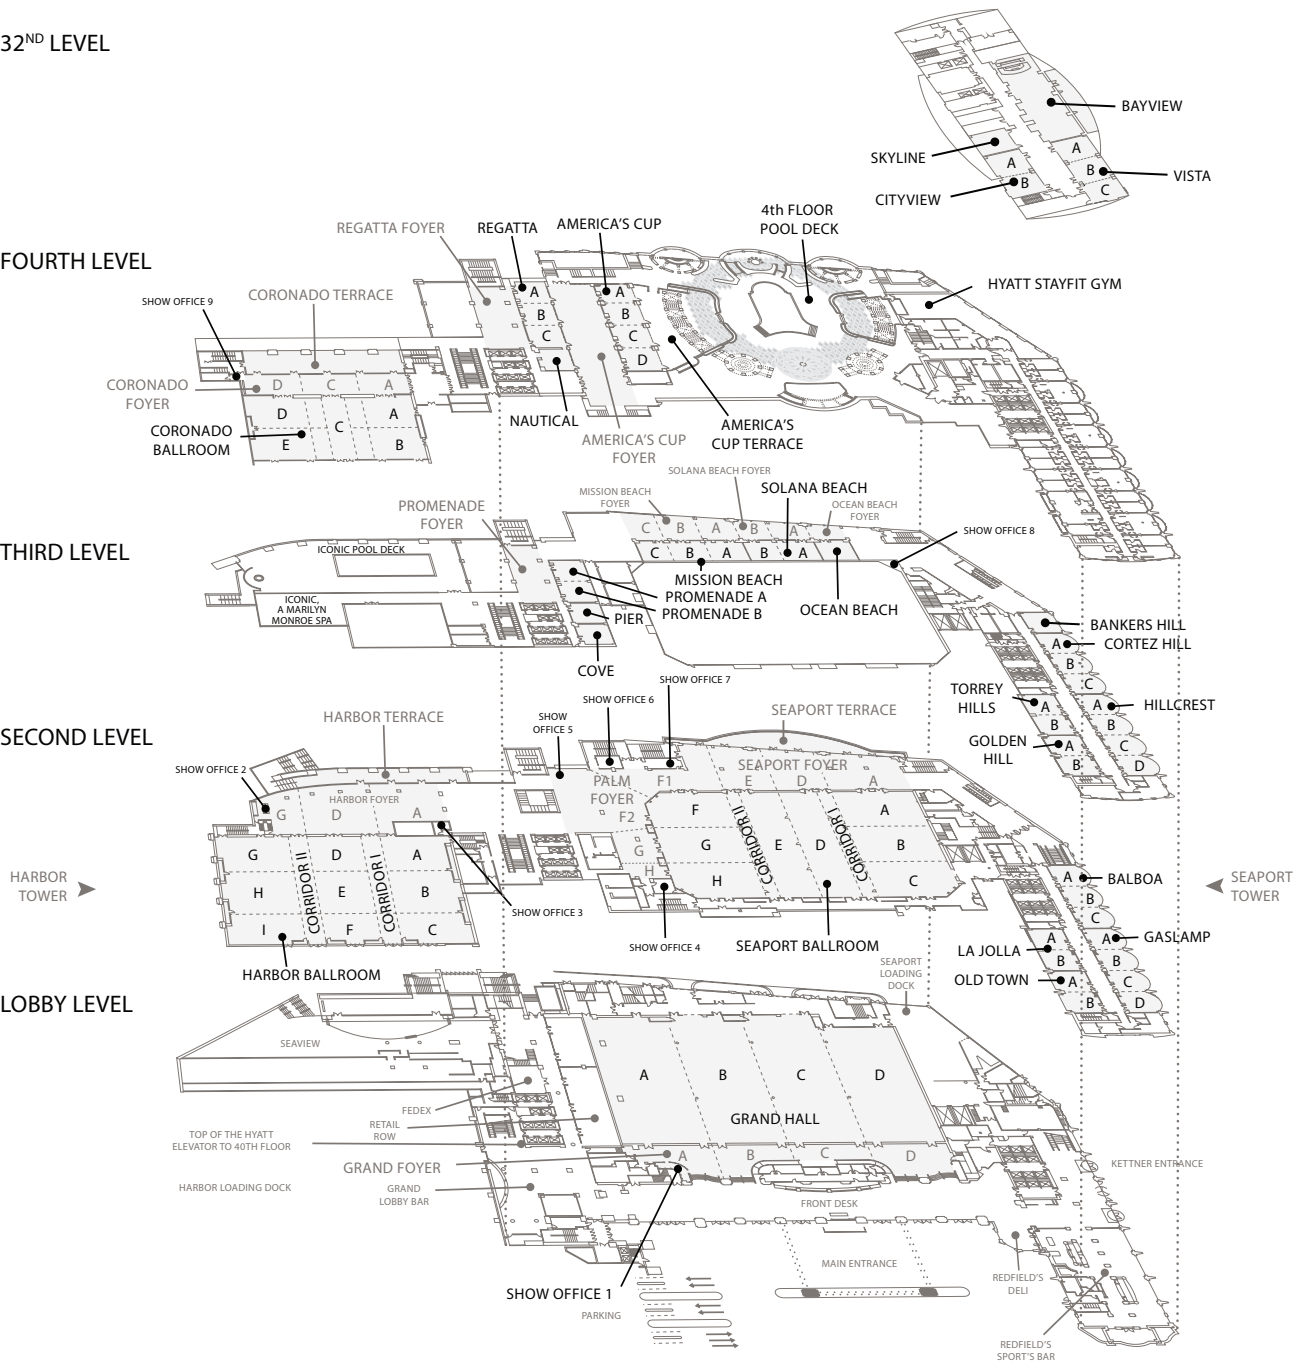 32ND LEVEL
BAYVIEW
SKYLINE
A
A
B
B
VISTA
C
CITYVIEW
4th FLOOR
POOL DECK
REGATTA FOYER
REGATTA
AMERICA'S CUP
FOURTH LEVEL
HYATT STAYFIT GYM
SHOW OFFICE 9
CORONADO TERRACE
A
B
C
A
B
C
D
CORONADO
FOYER
D
C
A
D
C
A
E
B
CORONADO
BALLROOM
NAUTICAL
AMERICA'S CUP
FOYER
AMERICA'S
CUP TERRACE
SOLANA BEACH FOYER
SOLANA BEACH
MISSION BEACH
FOYER
OCEAN BEACH
FOYER
PROMENADE
FOYER
C
B
A
B
A
SHOW OFFICE 8
THIRD LEVEL
ICONIC POOL DECK
C
B
A
B
A
MISSION BEACH
PROMENADE A
PROMENADE B
OCEAN BEACH
ICONIC,
A MARILYN
MONROE SPA
PIER
COVE
BANKERS HILL
A
CORTEZ HILL
B
C
TORREY
HILLS
A
B
A
HILLCREST
B
C
D
GOLDEN
HILL
A
B
SHOW OFFICE 7
SHOW OFFICE 6
SHOW
OFFICE 5
HARBOR TERRACE
SEAPORT TERRACE
SECOND LEVEL
SHOW OFFICE 2
HARBOR FOYER
G
D
A
PALM
FOYER
F1
F2
G
H
SEAPORT FOYER
E
D
A
G
H
I
CORRIDOR II
D
E
F
CORRIDOR I
A
B
C
F
G
H
CORRIDOR II
E
D
CORRIDOR I
A
B
C
HARBOR
TOWER
SEAPORT
TOWER
SHOW OFFICE 3
SHOW OFFICE 4
SEAPORT BALLROOM
HARBOR BALLROOM
A
BALBOA
B
C
LA JOLLA
A
B
A
GASLAMP
B
C
D
OLD TOWN
A
B
SEAPORT
LOADING
DOCK
LOBBY LEVEL
SEAVIEW
A
B
C
D
GRAND HALL
FEDEX
RETAIL
ROW
TOP OF THE HYATT
ELEVATOR TO 40TH FLOOR
GRAND FOYER
A
B
C
D
KETTNER ENTRANCE
HARBOR LOADING DOCK
GRAND
LOBBY BAR
FRONT DESK
MAIN ENTRANCE
SHOW OFFICE 1
PARKING
REDFIELD'S
DELI
REDFIELD'S
SPORT'S BAR